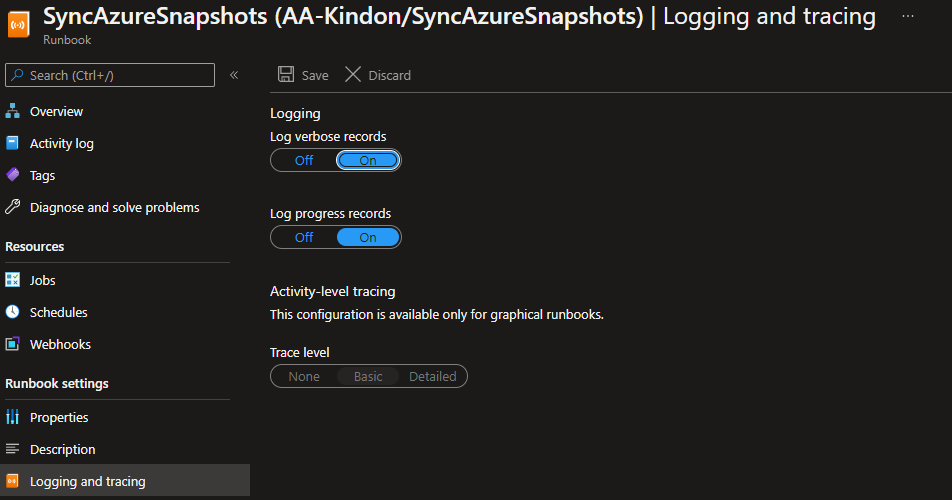 SyncAzureSnapshots (AA-Kindon/SyncAzureSnapshots) | Logging and tracing ...
Runbook
Search (Ctrl+/) «
Save Discard
Overview
Activity log
Tags
Diagnose and solve problems
Resources
Jobs
Schedules
Webhooks
Runbook settings
Properties
Description
Logging and tracing
Logging
Log verbose records
Off On
Log progress records
Off On
Activity-level tracing
This configuration is available only for graphical runbooks.
Trace level
None Basic Detailed